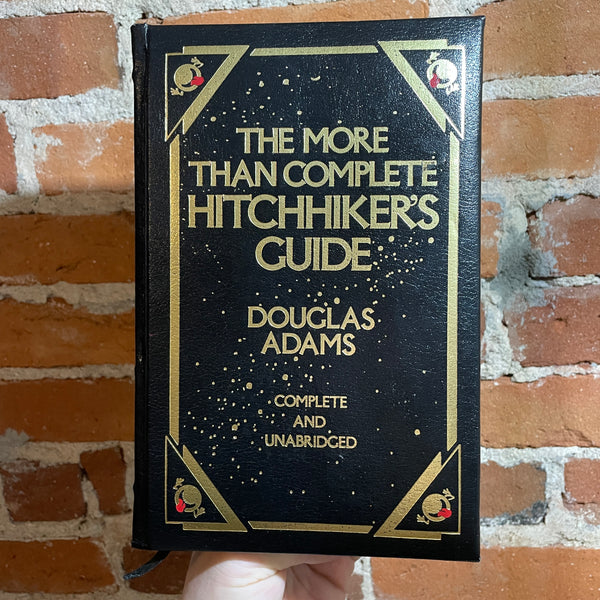 THE MORE
THAN COMPLETE
HITCHHIKER'S
GUIDE
DOUGLAS
ADAMS
COMPLETE
AND
UNABRIDGED